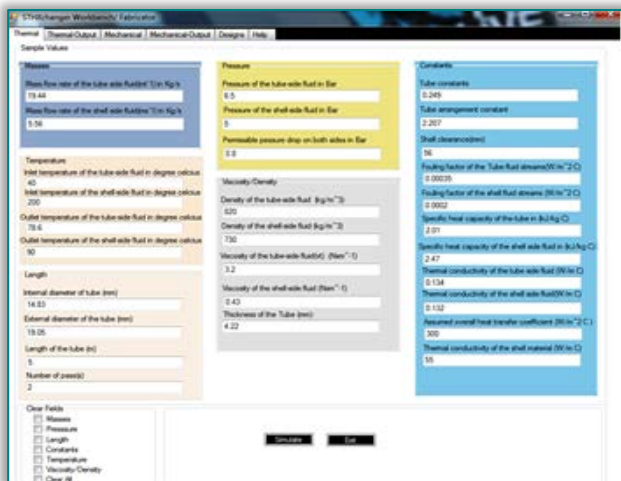 STHXchanger Workbench/ Fabricator
Thermal Thermal-Output Mechanical Mechanical-Output Designs Help
Sample Values
Masses
Mass flow rate of the tube side fluid(mt'1) in Kg/s
19.44
Mass flow rate of the shell side fluid(ms'1) in Kg/s
5.56
Temperature
Inlet temperature of the tube-side fluid in degree celcius
40
Inlet temperature of the shell-side fluid in degree celcius
200
Outlet temperature of the tube-side fluid in degree celcius
78.6
Outlet temperature of the shell-side fluid in degree celcius
90
Length
Internal diameter of tube (mm)
14.83
External diameter of the tube (mm)
19.05
Length of the tube (m)
5
Number of pass(s)
2
Pressure
Pressure of the tube-side fluid in Bar
6.5
Pressure of the shell-side fluid in Bar
5
Permissable pressure drop on both sides in Bar
0.8
Viscosity/Density
Density of the tube-side fluid (kg/m^3)
820
Density of the shell-side fluid (kg/m^3)
730
Viscosity of the tube-side fluid(vt) (Nsm^-1)
3.2
Viscosity of the shell-side fluid (Nsm^-1)
0.43
Thickness of the Tube (mm)
4.22
Constants
Tube constants
0.249
Tube arrangement constant
2.207
Shell clearance(mm)
56
Fouling factor of the Tube fluid streams(W/m^2 C)
0.00035
Fouling factor of the shell fluid streams (W/m^2 C)
0.0002
Specific heat capacity of the tube in (kJ/kg C)
2.01
Specific heat capacity of the shell side fluid in (kJ/kg C)
2.47
Thermal conductivity of the tube side fluid (W/m C)
0.134
Thermal conductivity of the shell side fluid(W/m C)
0.132
Assumed overall heat transfer coefficient (W/m^2 C )
300
Thermal conductivity of the shell material (W/m C)
55
Clear Fields
Masses
Presssure
Length
Constants
Temperature
Viscosity/Density
Clear All
Simulate Exit